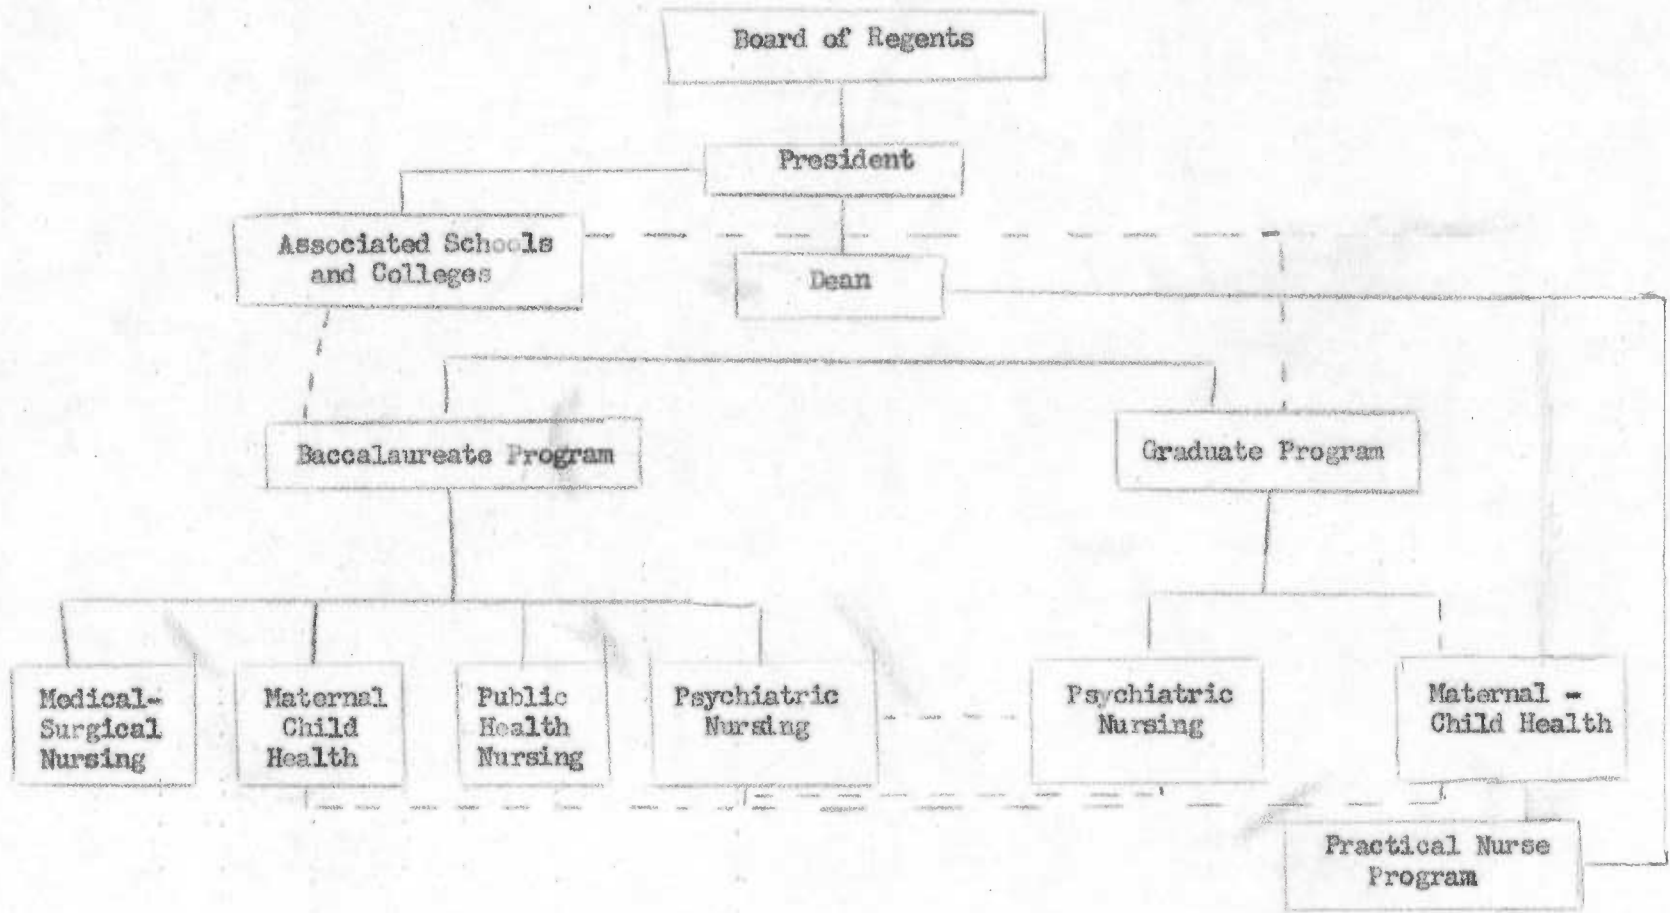 Board of Regents
President
Associated Schools
and Colleges
Dean
Baccalaureate Program
Graduate Program
Medical-
Surgical
Nursing
Maternal
Child
Health
Public
Health
Nursing
Psychiatric
Nursing
Psychiatric
Nursing
Maternal -
Child Health
Practical Nurse
Program